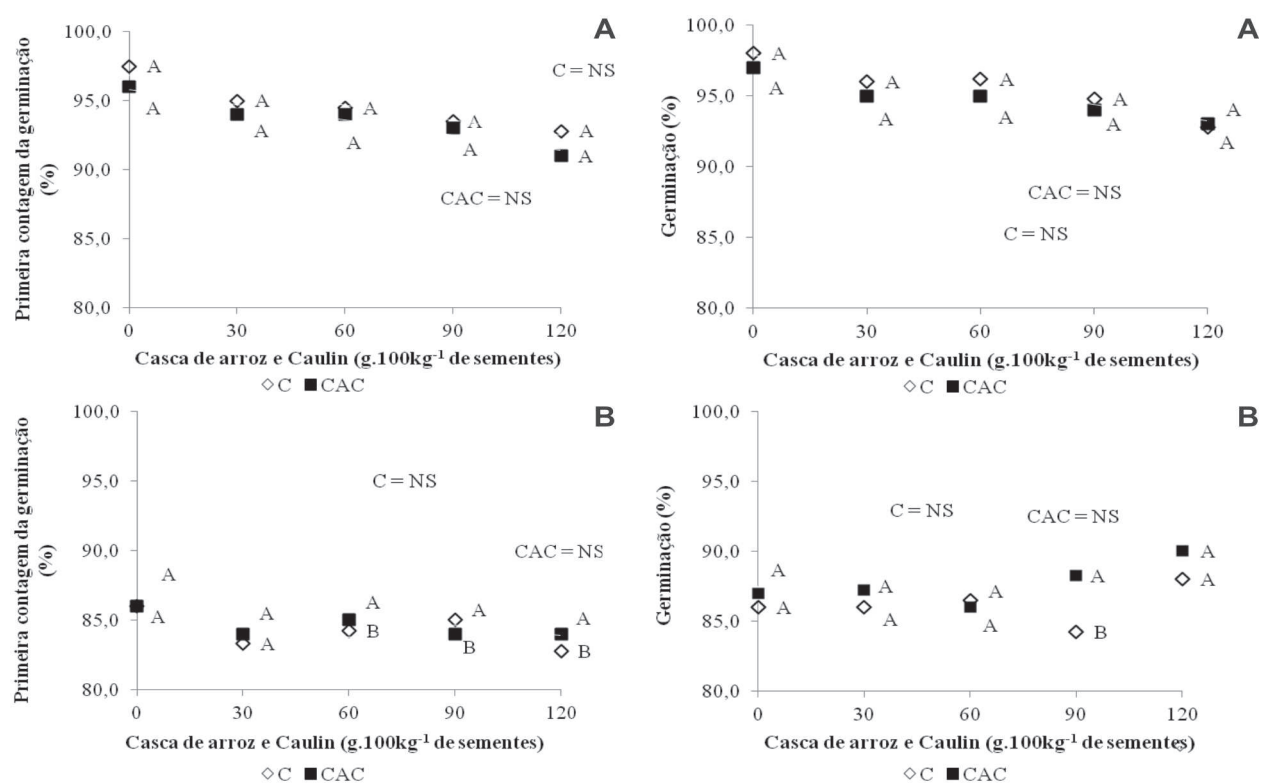 A
Primeira contagem da germinação
(%)
100,0
95,0
90,0
85,0
80,0
A
A
A
A
A
A
A
A
A
A
C = NS
CAC = NS
0 30 60 90 120
Casca de arroz e Caulin (g.100kg⁻¹ de sementes)
◇ C ■ CAC
A
Germinação (%)
100,0
95,0
90,0
85,0
80,0
A
A
A
A
A
A
A
A
A
A
CAC = NS
C = NS
0 30 60 90 120
Casca de arroz e Caulin (g.100kg⁻¹ de sementes)
◇ C ■ CAC
B
Primeira contagem da germinação
(%)
100,0
95,0
90,0
85,0
80,0
C = NS
CAC = NS
A
A
A
A
A
B
A
B
A
B
0 30 60 90 120
Casca de arroz e Caulin (g.100kg⁻¹ de sementes)
◇ C ■ CAC
B
Germinação (%)
100,0
95,0
90,0
85,0
80,0
C = NS
CAC = NS
A
A
A
A
A
A
A
B
A
A
0 30 60 90 120
Casca de arroz e Caulin (g.100kg⁻¹ de sementes)
◇ C ■ CAC